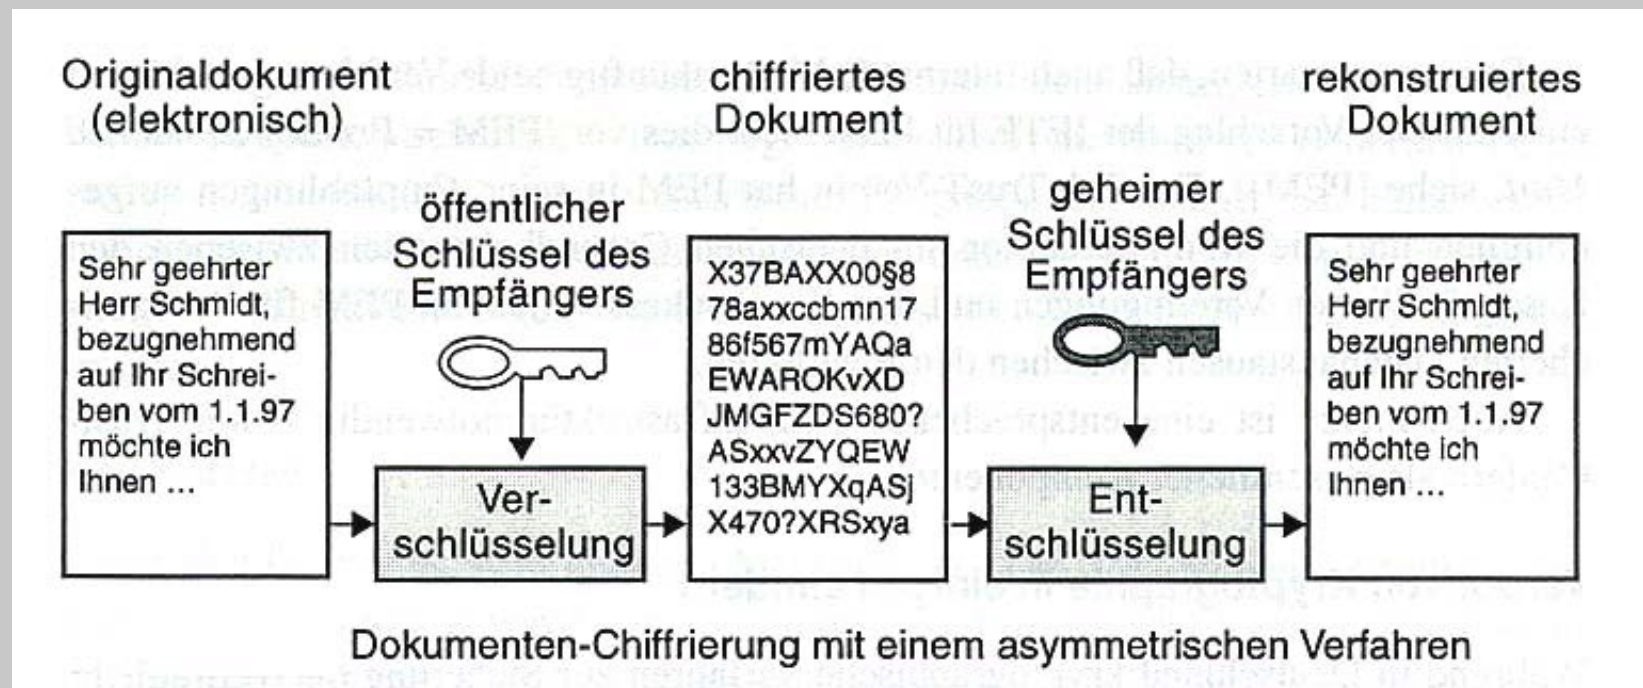 Originaldokument
(elektronisch)
chiffriertes
Dokument
rekonstruiertes
Dokument
öffentlicher
Schlüssel des
Empfängers
geheimer
Schlüssel des
Empfängers
Sehr geehrter
Herr Schmidt,
bezugnehmend
auf Ihr Schrei-
ben vom 1.1.97
möchte ich
Ihnen ...
Ver-
schlüsselung
X37BAXX00§8
78axxccbmn17
86f567mYAQa
EWAROKvXD
JMGFZDS680?
ASxxvZYQEW
133BMYXqASj
X470?XRSxya
Ent-
schlüsselung
Sehr geehrter
Herr Schmidt,
bezugnehmend
auf Ihr Schrei-
ben vom 1.1.97
möchte ich
Ihnen ...
Dokumenten-Chiffrierung mit einem asymmetrischen Verfahren